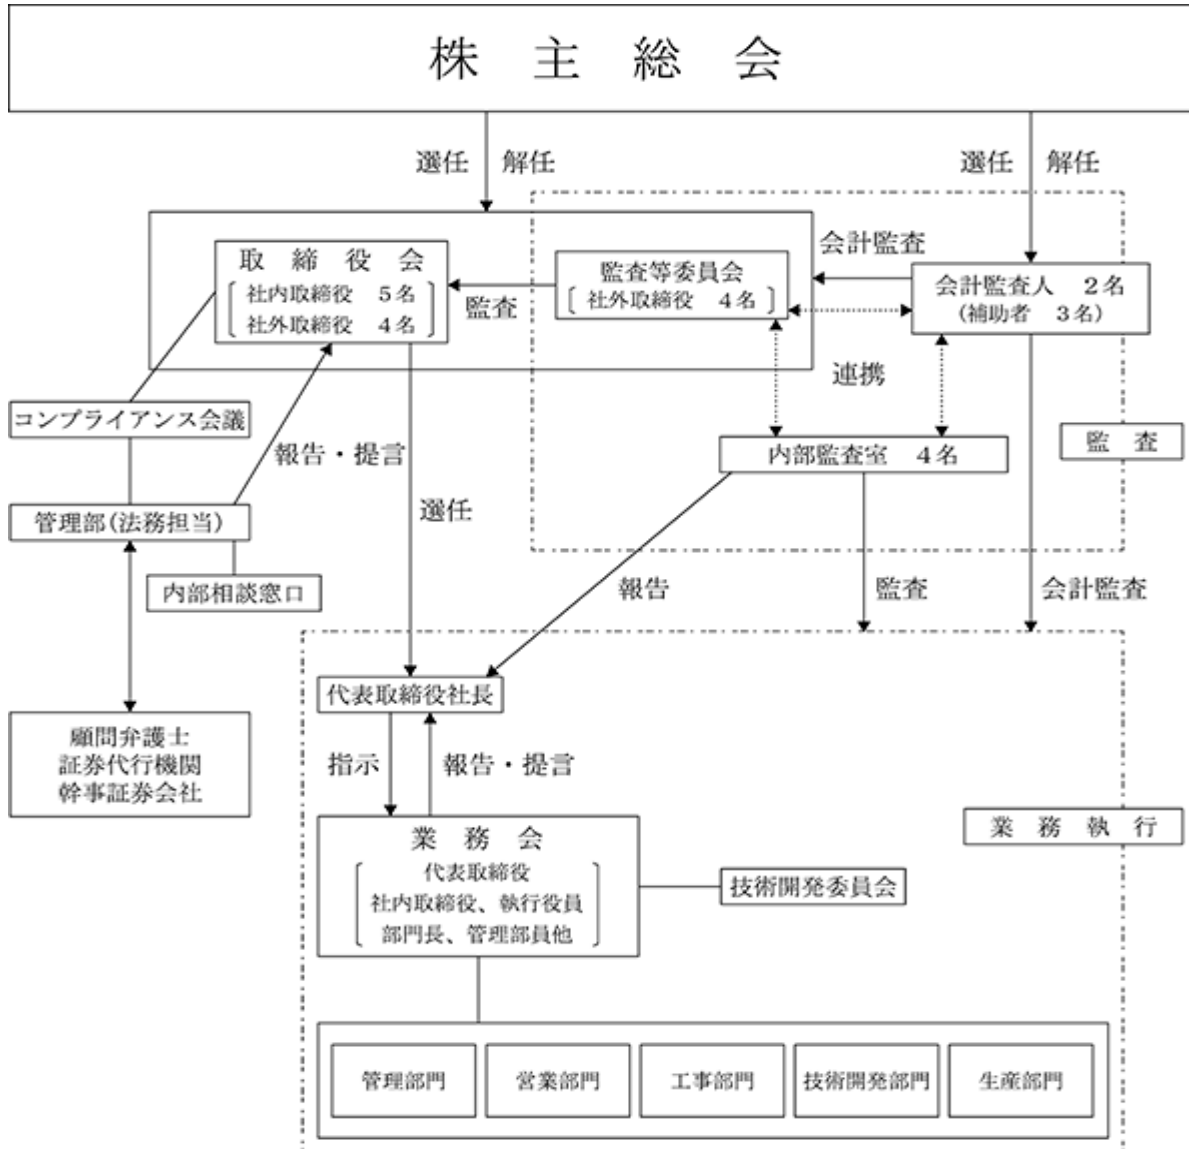 株 主 総 会
選任 解任
選任 解任
取 締 役 会
社内取締役 5名
社外取締役 4名
監査
監査等委員会
社外取締役 4名
会計監査
会計監査人 2名
(補助者 3名)
連携
コンプライアンス会議
報告・提言
内部監査室 4名
監 査
管理部(法務担当)
選任
内部相談窓口
報告
監査
会計監査
代表取締役社長
顧問弁護士
証券代行機関
幹事証券会社
指示
報告・提言
業 務 会
代表取締役
社内取締役、執行役員
部門長、管理部員他
技術開発委員会
業 務 執 行
管理部門
営業部門
工事部門
技術開発部門
生産部門